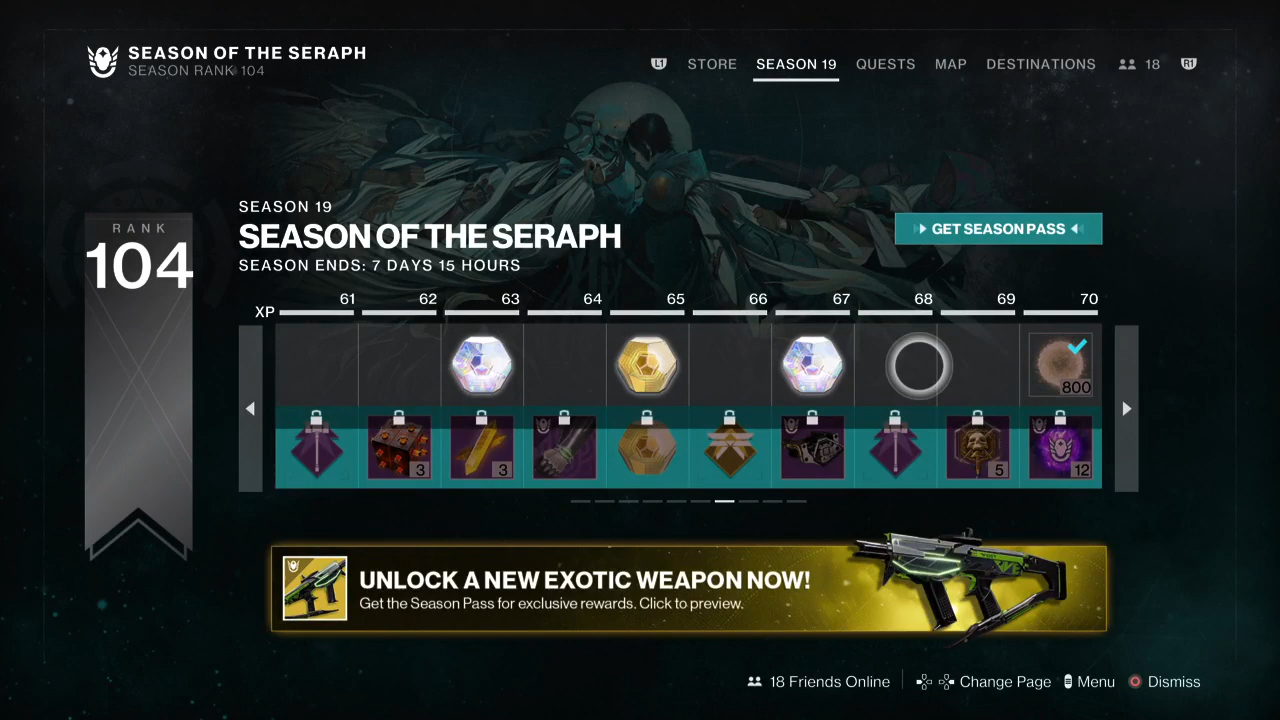 SEASON OF THE SERAPH
SEASON RANK 104
L1 STORE SEASON 19 QUESTS MAP DESTINATIONS 18 R1
SEASON 19
SEASON OF THE SERAPH
SEASON ENDS: 7 DAYS 15 HOURS
GET SEASON PASS
RANK
104
XP 61 62 63 64 65 66 67 68 69 70
800
3 3 5 12
UNLOCK A NEW EXOTIC WEAPON NOW!
Get the Season Pass for exclusive rewards. Click to preview.
18 Friends Online Change Page Menu Dismiss